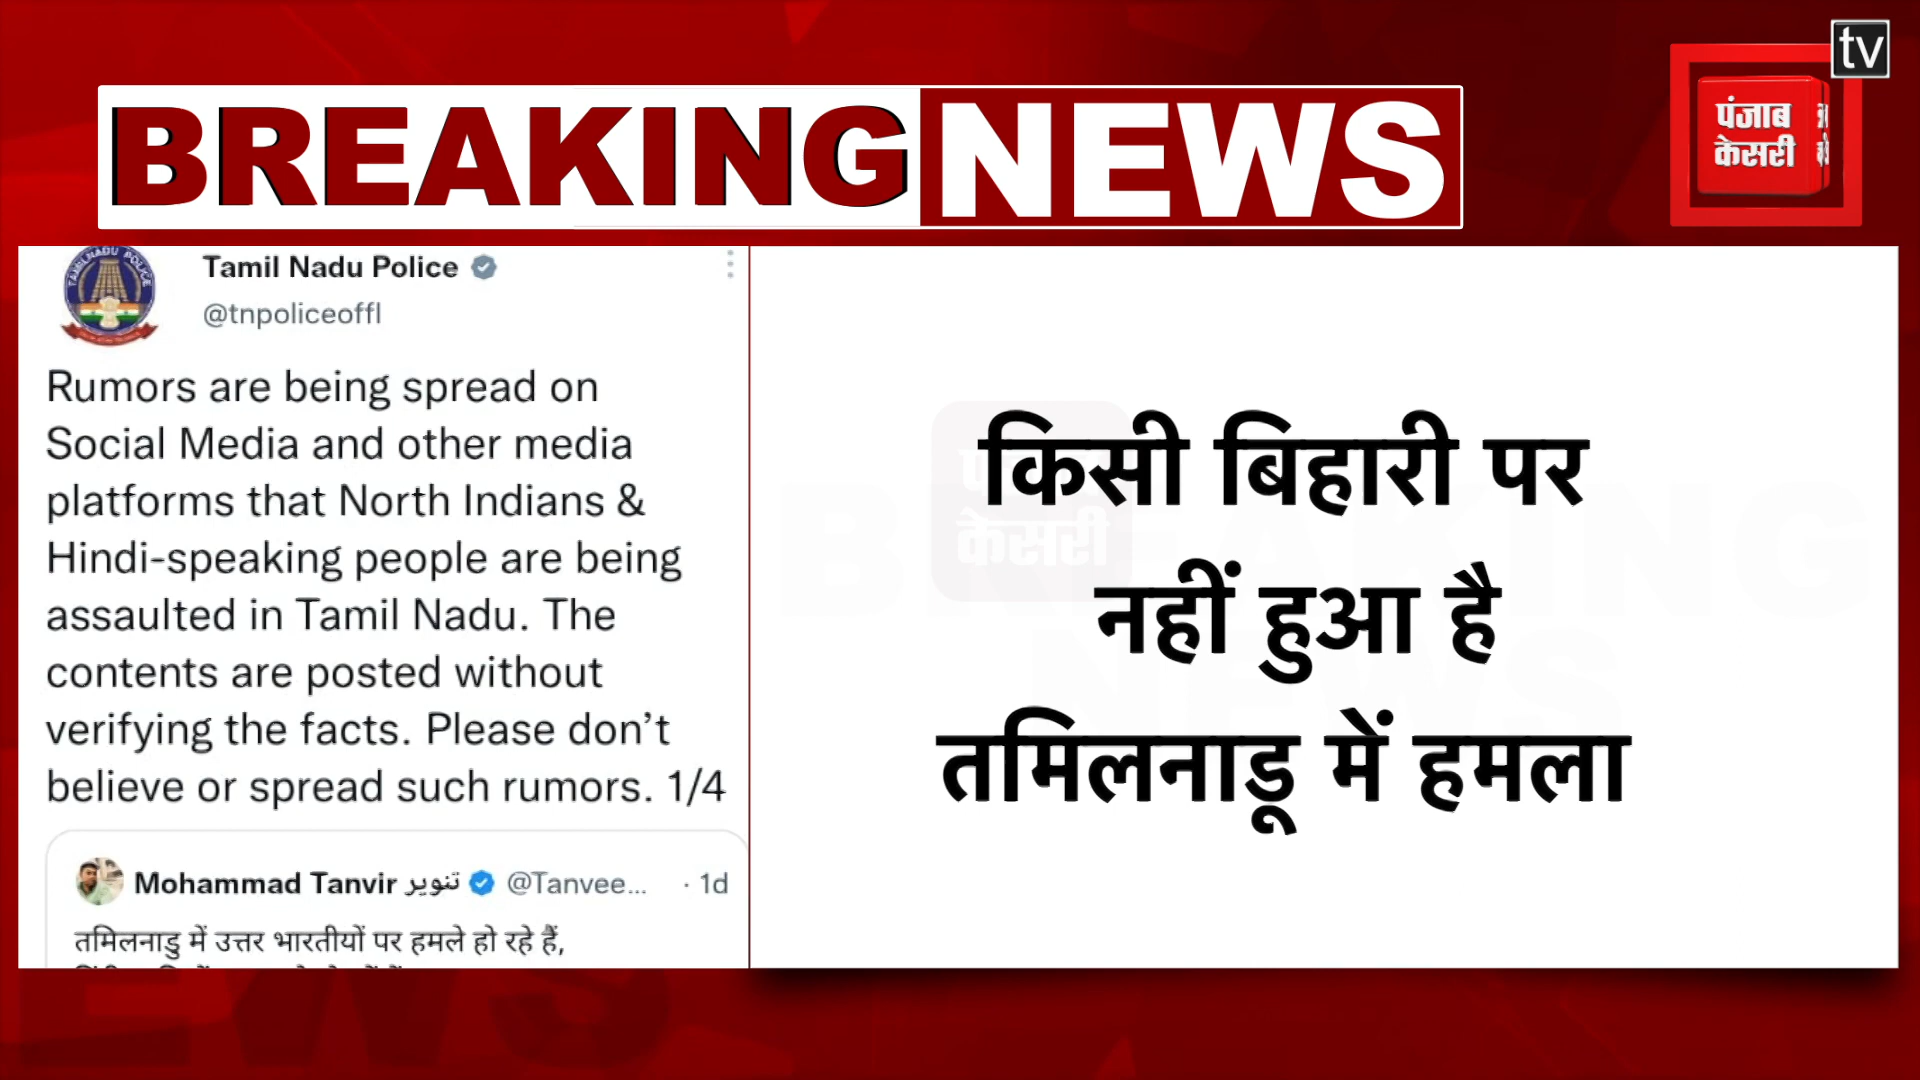 tv
पंजाब
केसरी
BREAKING NEWS
Tamil Nadu Police
@tnpoliceoffl
Rumors are being spread on
Social Media and other media
platforms that North Indians &
Hindi-speaking people are being
assaulted in Tamil Nadu. The
contents are posted without
verifying the facts. Please don’t
believe or spread such rumors. 1/4
Mohammad Tanvir تنویر @Tanvee... · 1d
तमिलनाडु में उत्तर भारतीयों पर हमले हो रहे हैं,
किसी बिहारी पर
नहीं हुआ है
तमिलनाडू में हमला